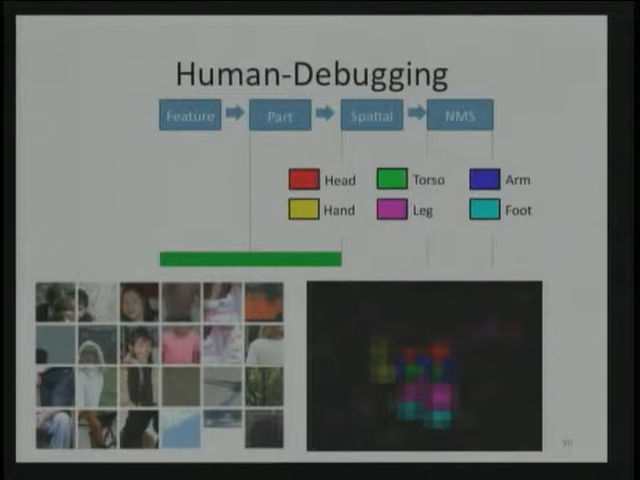 Human-Debugging
Feature Part Spatial NMS
Head Torso Arm
Hand Leg Foot